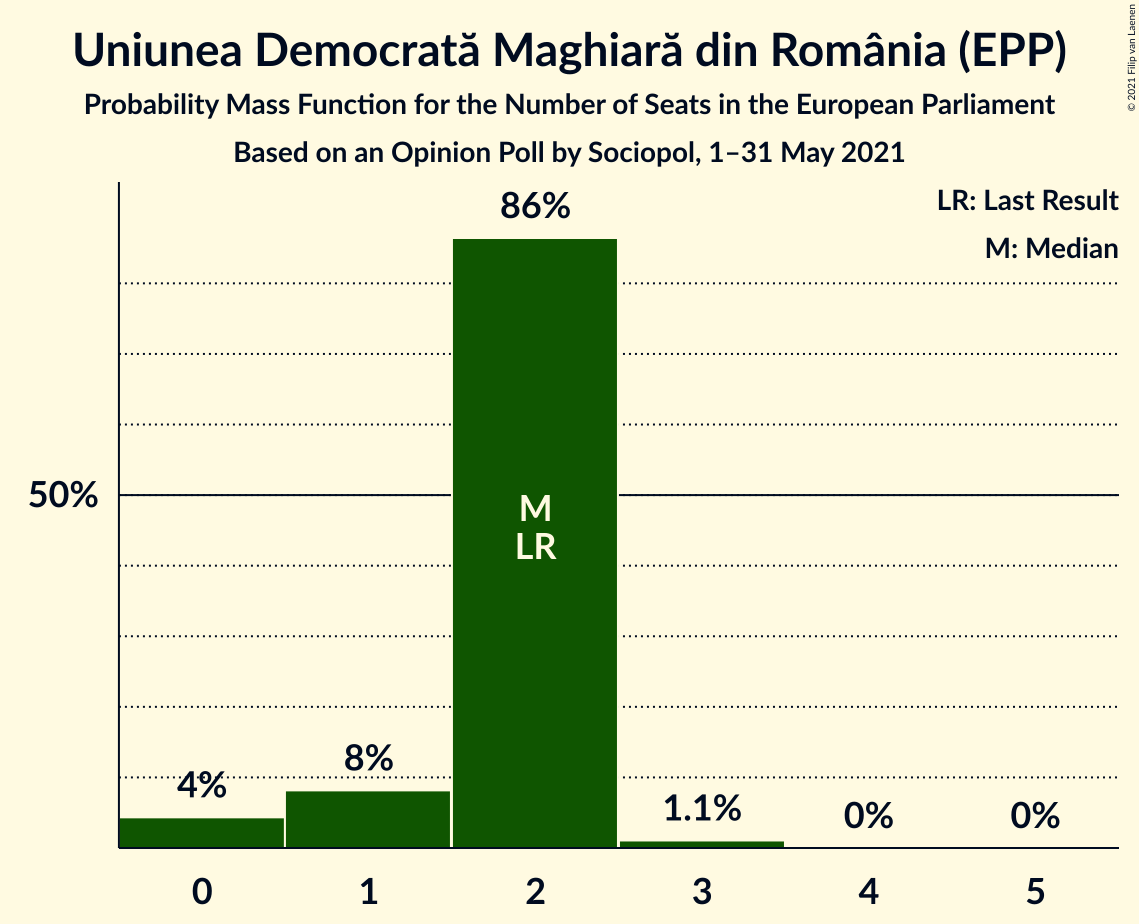 Uniunea Democrată Maghiară din România (EPP)
Probability Mass Function for the Number of Seats in the European Parliament
Based on an Opinion Poll by Sociopol, 1–31 May 2021
© 2021 Filip van Laenen
LR: Last Result
M: Median
86%
50%
M
LR
8%
4%
1.1%
0%
0%
0
1
2
3
4
5